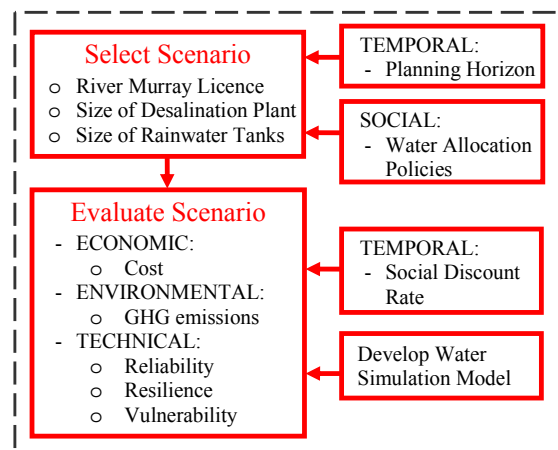 Select Scenario
o River Murray Licence
o Size of Desalination Plant
o Size of Rainwater Tanks
TEMPORAL:
- Planning Horizon
SOCIAL:
- Water Allocation
Policies
Evaluate Scenario
- ECONOMIC:
o Cost
- ENVIRONMENTAL:
o GHG emissions
- TECHNICAL:
o Reliability
o Resilience
o Vulnerability
TEMPORAL:
- Social Discount
Rate
Develop Water
Simulation Model